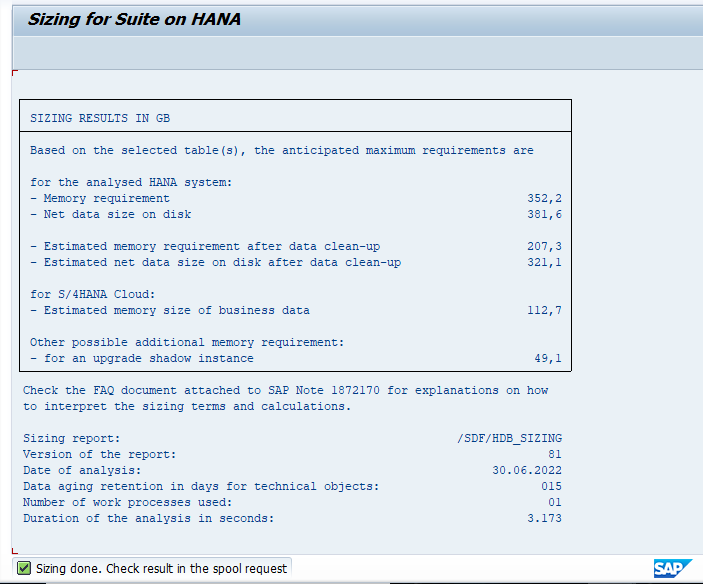 Sizing for Suite on HANA
SIZING RESULTS IN GB
Based on the selected table(s), the anticipated maximum requirements are
for the analysed HANA system:
- Memory requirement 352,2
- Net data size on disk 381,6
- Estimated memory requirement after data clean-up 207,3
- Estimated net data size on disk after data clean-up 321,1
for S/4HANA Cloud:
- Estimated memory size of business data 112,7
Other possible additional memory requirement:
- for an upgrade shadow instance 49,1
Check the FAQ document attached to SAP Note 1872170 for explanations on how
to interpret the sizing terms and calculations.
Sizing report: /SDF/HDB_SIZING
Version of the report: 81
Date of analysis: 30.06.2022
Data aging retention in days for technical objects: 015
Number of work processes used: 01
Duration of the analysis in seconds: 3.173
Sizing done. Check result in the spool request
SAP